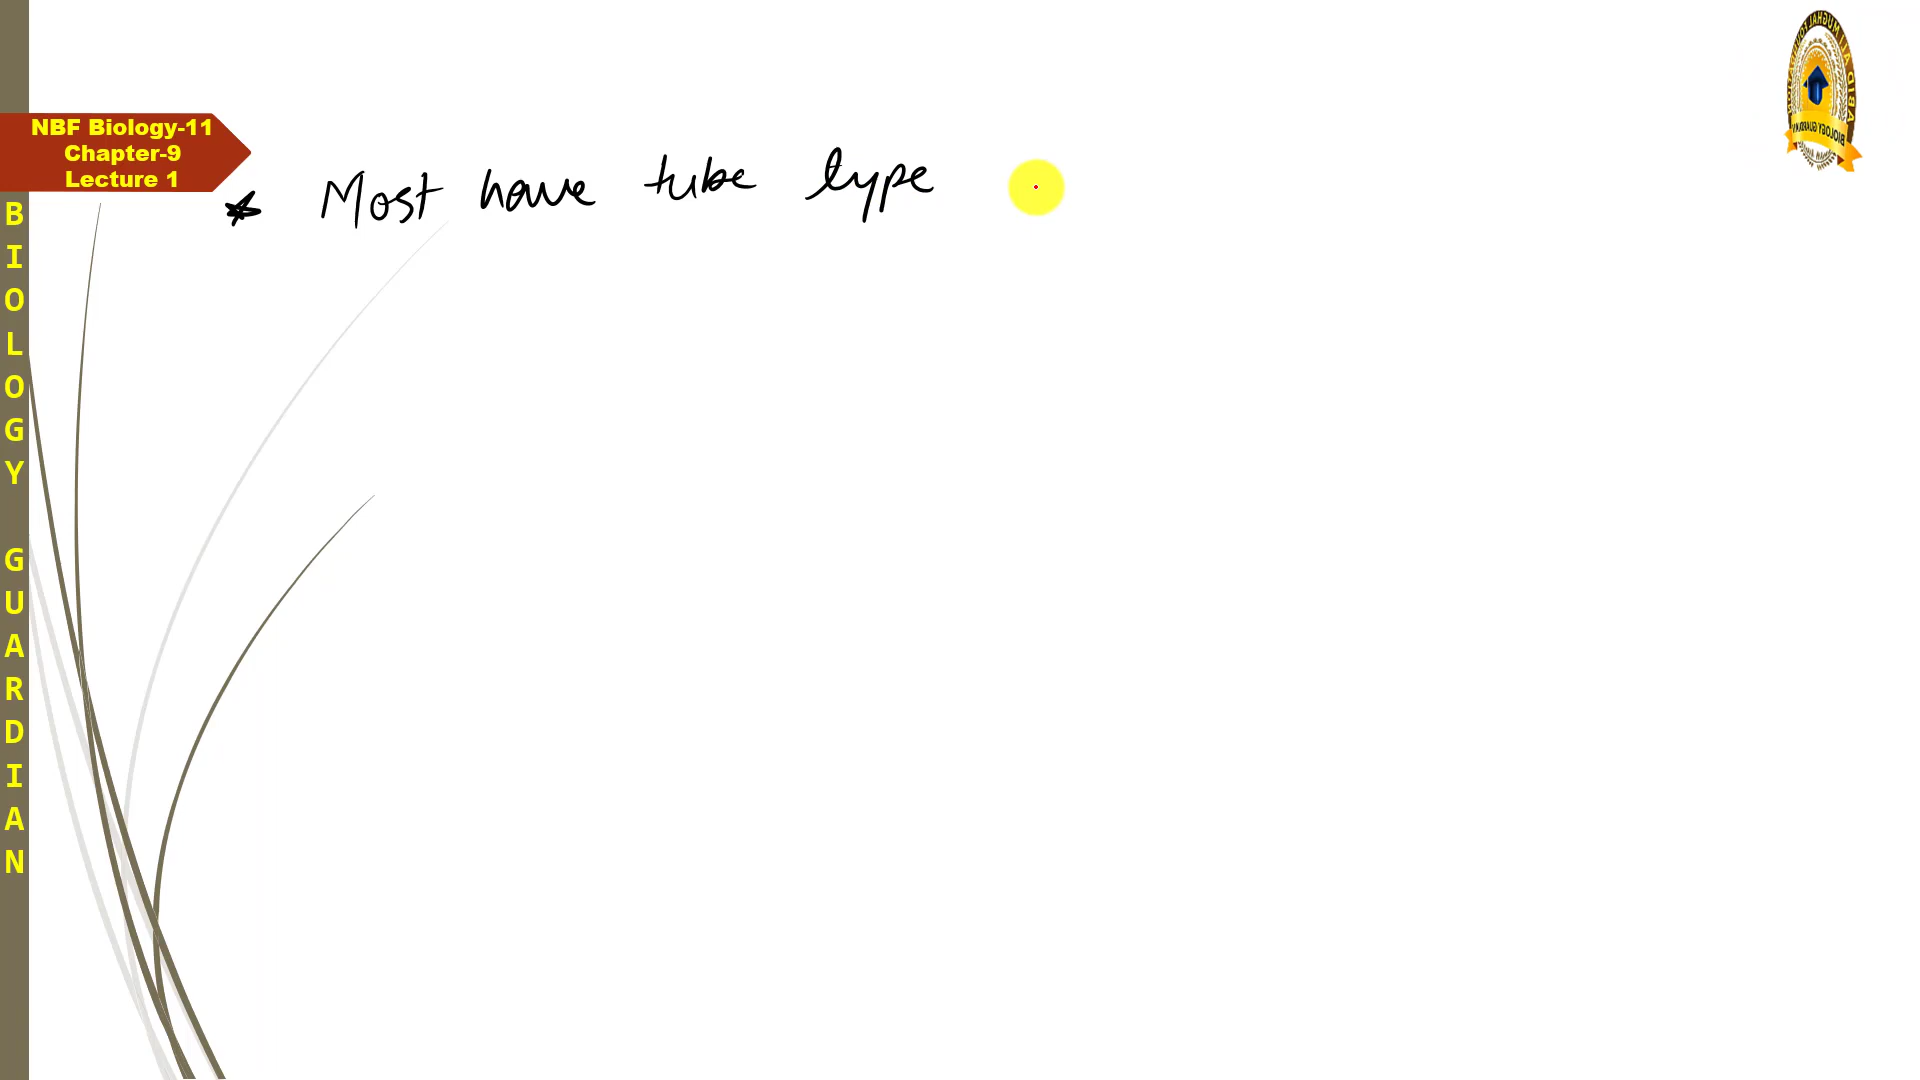 NBF Biology-11
Chapter-9
Lecture 1
* Most have tube type
BIOLOGY GUARDIAN